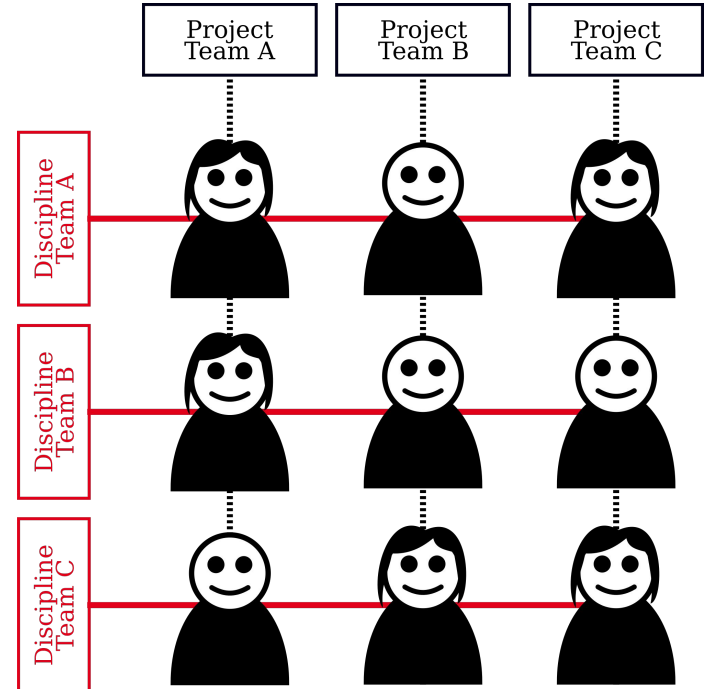 Project
Team A
Project
Team B
Project
Team C
Discipline
Team A
Discipline
Team B
Discipline
Team C